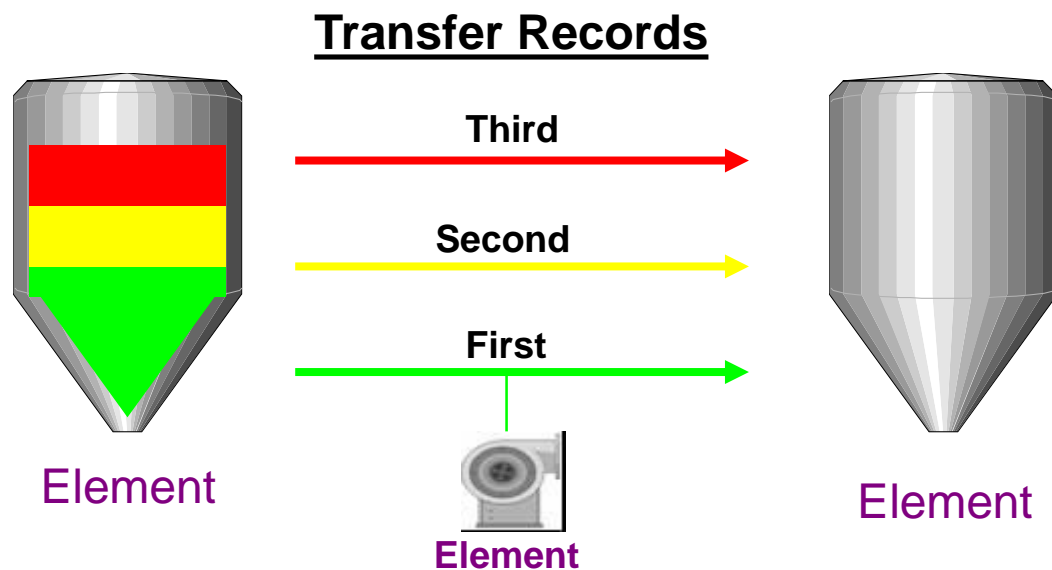 Transfer Records
Third
Second
First
Element
Element
Element